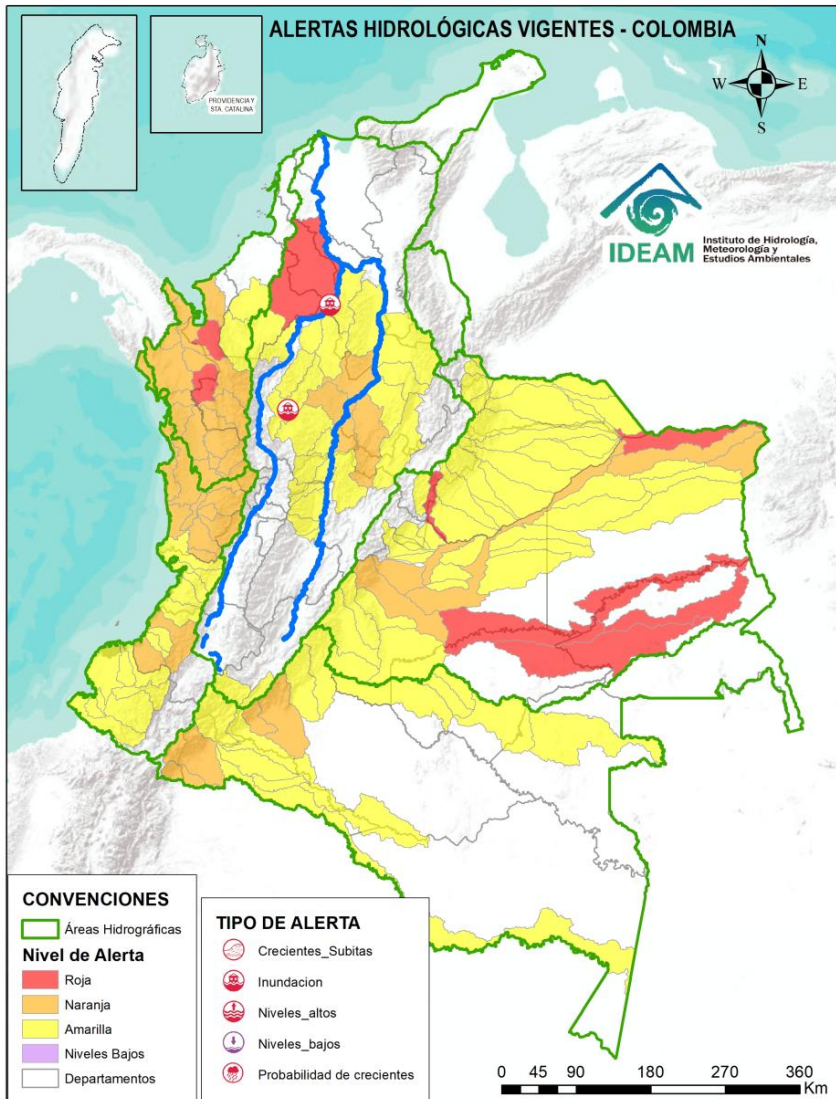 ALERTAS HIDROLÓGICAS VIGENTES - COLOMBIA
PROVIDENCIA Y
STA. CATALINA
N
W
E
S
IDEAM
Instituto de Hidrología,
Meteorología y
Estudios Ambientales
CONVENCIONES
Áreas Hidrográficas
Nivel de Alerta
Roja
Naranja
Amarilla
Niveles Bajos
Departamentos
TIPO DE ALERTA
Crecientes_Subitas
Inundacion
Niveles_altos
Niveles_bajos
Probabilidad de crecientes
0 45 90 180 270 360
Km